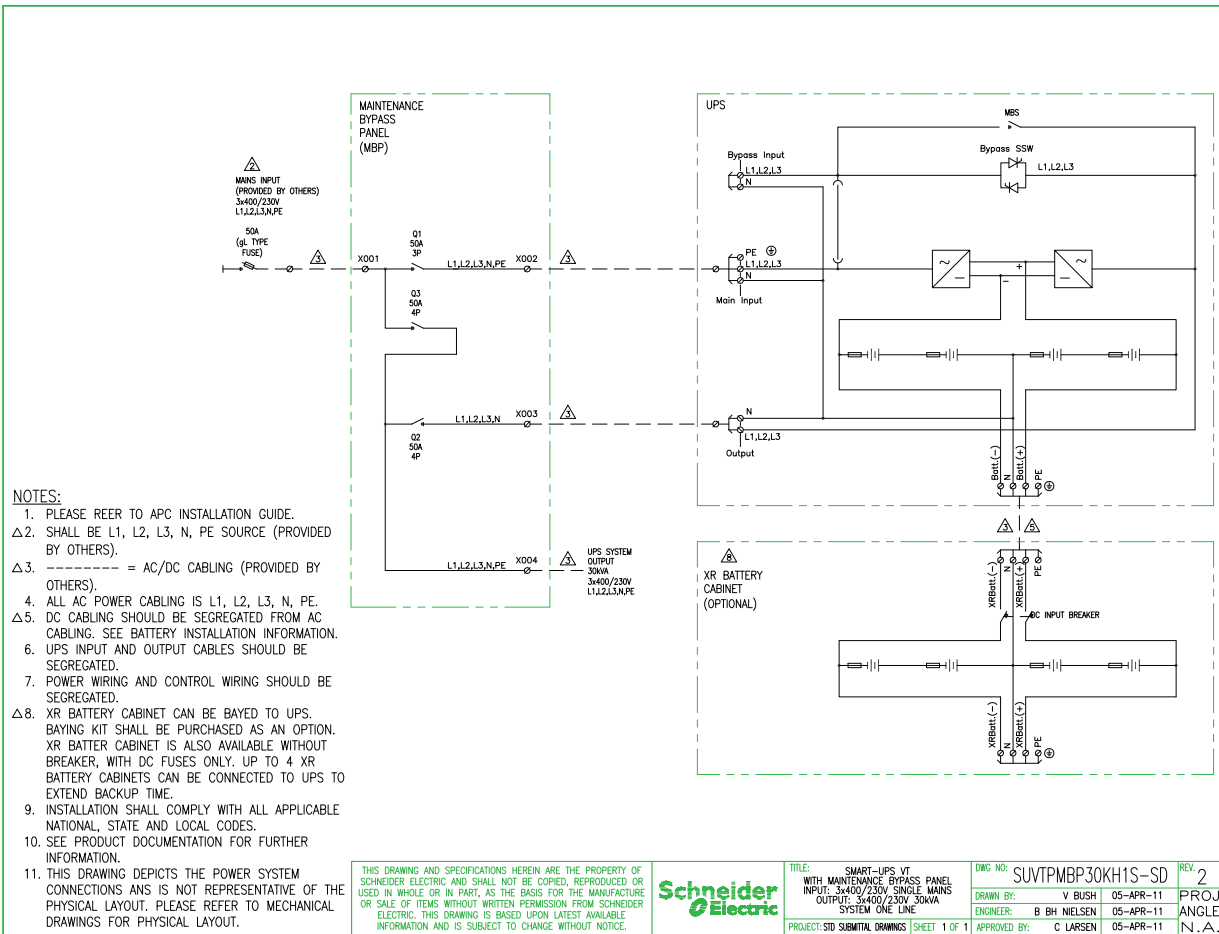 MAINTENANCE
BYPASS
PANEL
(MBP)
2
MAINS INPUT
(PROVIDED BY OTHERS)
3x400/230V
L1,L2,L3,N,PE
50A
(gL TYPE
FUSE)
3
X001
Q1
50A
3P
L1,L2,L3,N,PE
X002
3
Q3
50A
4P
L1,L2,L3,N
X003
3
Q2
50A
4P
L1,L2,L3,N,PE
X004
3
UPS SYSTEM
OUTPUT
30kVA
3x400/230V
L1,L2,L3,N,PE
UPS
MBS
Bypass SSW
L1,L2,L3
Bypass Input
L1,L2,L3
N
PE
L1,L2,L3
N
Main Input
~
–
+
–
–
~
N
L1,L2,L3
Output
Batt.(–)
N
Batt.(+)
PE
3
5
8
XR BATTERY
CABINET
(OPTIONAL)
XRBatt.(–)
N
XRBatt.(+)
PE
DC INPUT BREAKER
XRBatt.(–)
N
XRBatt.(+)
PE
NOTES:
1. PLEASE REER TO APC INSTALLATION GUIDE.
△2. SHALL BE L1, L2, L3, N, PE SOURCE (PROVIDED
BY OTHERS).
△3. -------- = AC/DC CABLING (PROVIDED BY
OTHERS).
4. ALL AC POWER CABLING IS L1, L2, L3, N, PE.
△5. DC CABLING SHOULD BE SEGREGATED FROM AC
CABLING. SEE BATTERY INSTALLATION INFORMATION.
6. UPS INPUT AND OUTPUT CABLES SHOULD BE
SEGREGATED.
7. POWER WIRING AND CONTROL WIRING SHOULD BE
SEGREGATED.
△8. XR BATTERY CABINET CAN BE BAYED TO UPS.
BAYING KIT SHALL BE PURCHASED AS AN OPTION.
XR BATTER CABINET IS ALSO AVAILABLE WITHOUT
BREAKER, WITH DC FUSES ONLY. UP TO 4 XR
BATTERY CABINETS CAN BE CONNECTED TO UPS TO
EXTEND BACKUP TIME.
9. INSTALLATION SHALL COMPLY WITH ALL APPLICABLE
NATIONAL, STATE AND LOCAL CODES.
10. SEE PRODUCT DOCUMENTATION FOR FURTHER
INFORMATION.
11. THIS DRAWING DEPICTS THE POWER SYSTEM
CONNECTIONS ANS IS NOT REPRESENTATIVE OF THE
PHYSICAL LAYOUT. PLEASE REFER TO MECHANICAL
DRAWINGS FOR PHYSICAL LAYOUT.
THIS DRAWING AND SPECIFICATIONS HEREIN ARE THE PROPERTY OF
SCHNEIDER ELECTRIC AND SHALL NOT BE COPIED, REPRODUCED OR
USED IN WHOLE OR IN PART, AS THE BASIS FOR THE MANUFACTURE
OR SALE OF ITEMS WITHOUT WRITTEN PERMISSION FROM SCHNEIDER
ELECTRIC. THIS DRAWING IS BASED UPON LATEST AVAILABLE
INFORMATION AND IS SUBJECT TO CHANGE WITHOUT NOTICE.
Schneider
Electric
TITLE: SMART-UPS VT
WITH MAINTENANCE BYPASS PANEL
INPUT: 3x400/230V SINGLE MAINS
OUTPUT: 3x400/230V 30kVA
SYSTEM ONE LINE
PROJECT: STD SUBMITAL DRAWINGS SHEET 1 OF 1
DWG NO: SUVTPMBP30KH1S-SD
DRAWN BY: V BUSH 05-APR-11
ENGINEER: B BH NIELSEN 05-APR-11
APPROVED BY: C LARSEN 05-APR-11
REV. 2
PROJ
ANGLE
N.A.